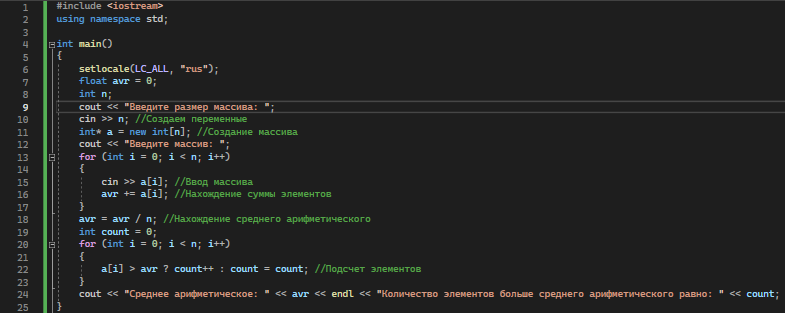 1 #include <iostream>
2 using namespace std;
3
4 int main()
5 {
6 setlocale(LC_ALL, "rus");
7 float avr = 0;
8 int n;
9 cout << "Введите размер массива: ";
10 cin >> n; //Создаем переменные
11 int* a = new int[n]; //Создание массива
12 cout << "Введите массив: ";
13 for (int i = 0; i < n; i++)
14 {
15 cin >> a[i]; //Ввод массива
16 avr += a[i]; //Нахождение суммы элементов
17 }
18 avr = avr / n; //Нахождение среднего арифметического
19 int count = 0;
20 for (int i = 0; i < n; i++)
21 {
22 a[i] > avr ? count++ : count = count; //Подсчет элементов
23 }
24 cout << "Среднее арифметическое: " << avr << endl << "Количество элементов больше среднего арифметического равно: " << count;
25 }